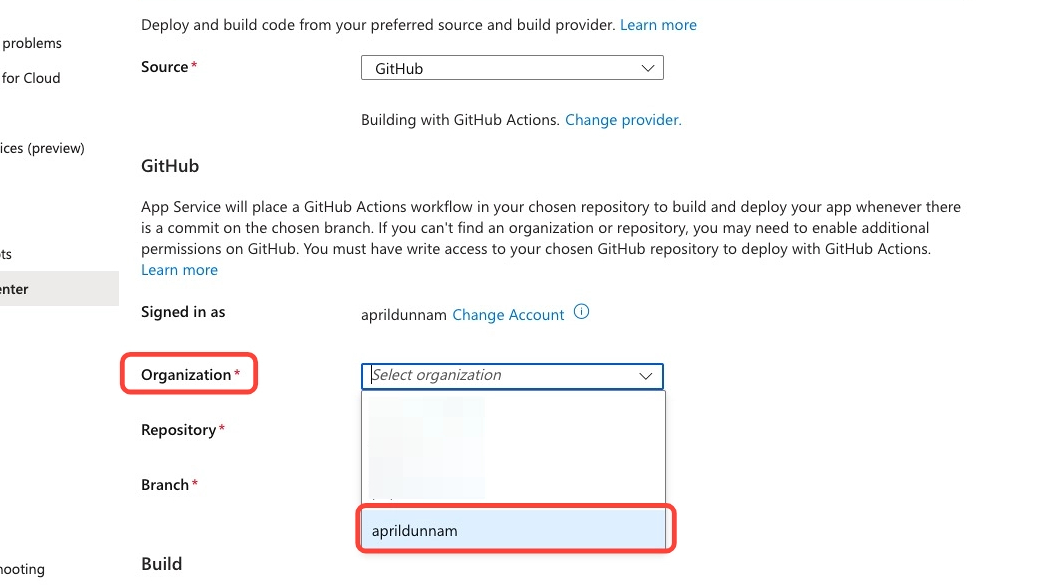 Deploy and build code from your preferred source and build provider. Learn more
problems
Source*
GitHub
for Cloud
Building with GitHub Actions. Change provider.
ices (preview)
GitHub
App Service will place a GitHub Actions workflow in your chosen repository to build and deploy your app whenever there
is a commit on the chosen branch. If you can't find an organization or repository, you may need to enable additional
permissions on GitHub. You must have write access to your chosen GitHub repository to deploy with GitHub Actions.
Learn more
ts
enter
Signed in as
aprildunnam Change Account
Organization*
Select organization
Repository*
Branch*
aprildunnam
Build
hooting